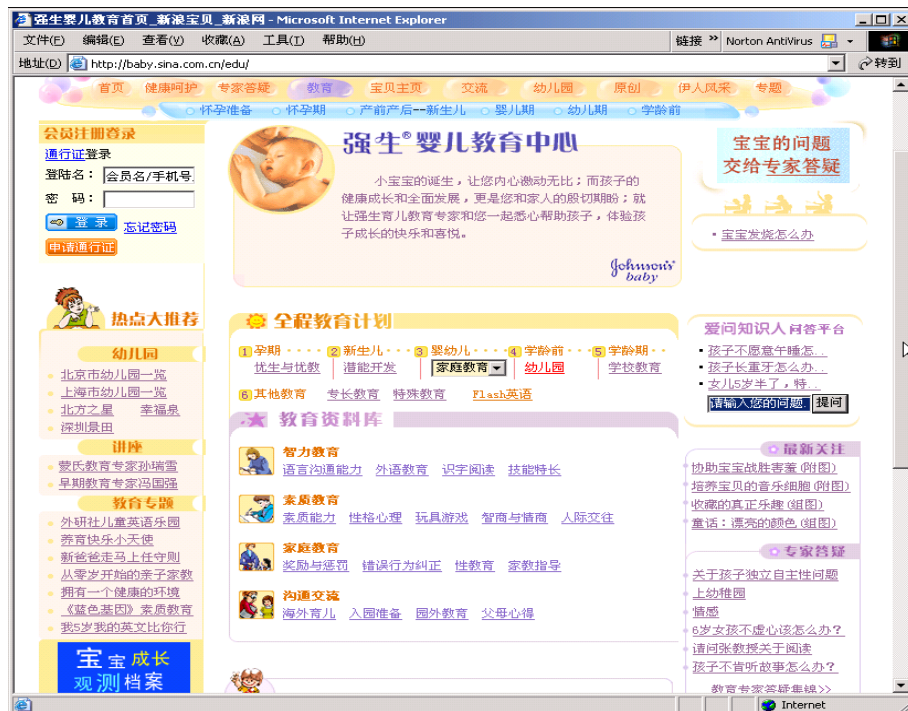 强生婴儿教育首页_新浪宝贝_新浪网 - Microsoft Internet Explorer
文件(F) 编辑(E) 查看(V) 收藏(A) 工具(T) 帮助(H) 链接 » Norton AntiVirus
地址(D) http://baby.sina.com.cn/edu/ 转到
首页 健康呵护 专家答疑 教育 宝贝主页 交流 幼儿园 原创 伊人风采 专题
怀孕准备 怀孕期 产前产后--新生儿 婴儿期 幼儿期 学龄前
会员注册登录
通行证登录
登陆名： 会员名/手机号
密 码：
登 录 忘记密码
申请通行证
强生®婴儿教育中心
小宝宝的诞生，让您内心激动无比；而孩子的
健康成长和全面发展，更是您和家人的殷切期盼；就
让强生育儿教育专家和您一起悉心帮助孩子，体验孩
子成长的快乐和喜悦。
Johnson's
baby
宝宝的问题
交给专家答疑
宝宝发烧怎么办
热点大推荐
幼儿园
北京市幼儿园一览
上海市幼儿园一览
北方之星 幸福泉
深圳景田
讲座
蒙氏教育专家孙瑞雪
早期教育专家冯国强
教育专题
外研社儿童英语乐园
养育快乐小天使
新爸爸走马上任守则
从零岁开始的亲子家教
拥有一个健康的环境
《蓝色基因》素质教育
我5岁我的英文比你行
宝宝成长
观测档案
全程教育计划
1 孕期 ···· 2 新生儿 ··· 3 婴幼儿 ···· 4 学龄前 ··· 5 学龄期 ··
优生与优教 潜能开发 家庭教育 幼儿园 学校教育
6 其他教育 专长教育 特殊教育 Flash英语
教育资料库
智力教育
语言沟通能力 外语教育 识字阅读 技能特长
素质教育
素质能力 性格心理 玩具游戏 智商与情商 人际交往
家庭教育
奖励与惩罚 错误行为纠正 性教育 家教指导
沟通交流
海外育儿 入园准备 园外教育 父母心得
爱问知识人 问答平台
孩子不愿意午睡怎...
孩子长重牙怎么办..
女儿5岁半了，特..
请输入您的问题. 提问
最新关注
协助宝宝战胜害羞(附图)
培养宝贝的音乐细胞(附图)
收藏的真正乐趣(组图)
童话：漂亮的颜色(组图)
专家答疑
关于孩子独立自主性问题
上幼稚园
情感
6岁女孩不虚心该怎么办?
请问张教授关于阅读
孩子不肯听故事怎么办?
教育专家答疑集锦>>
Internet